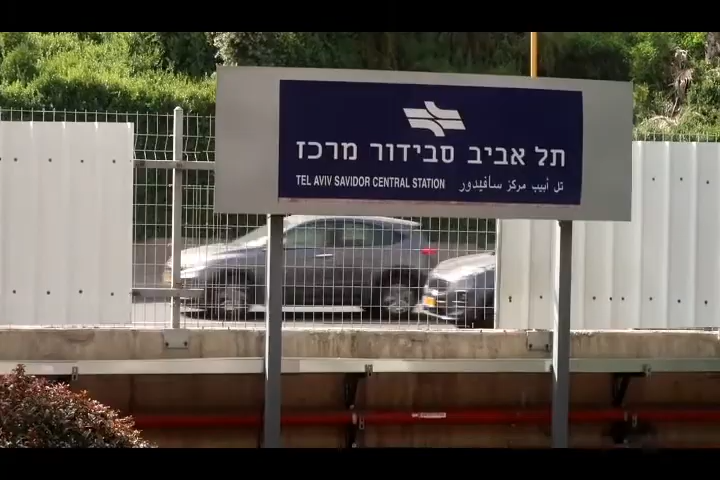 תל אביב סבידור מרכז
TEL AVIV SAVIDOR CENTRAL STATION تل أبيب مركز سافيدور